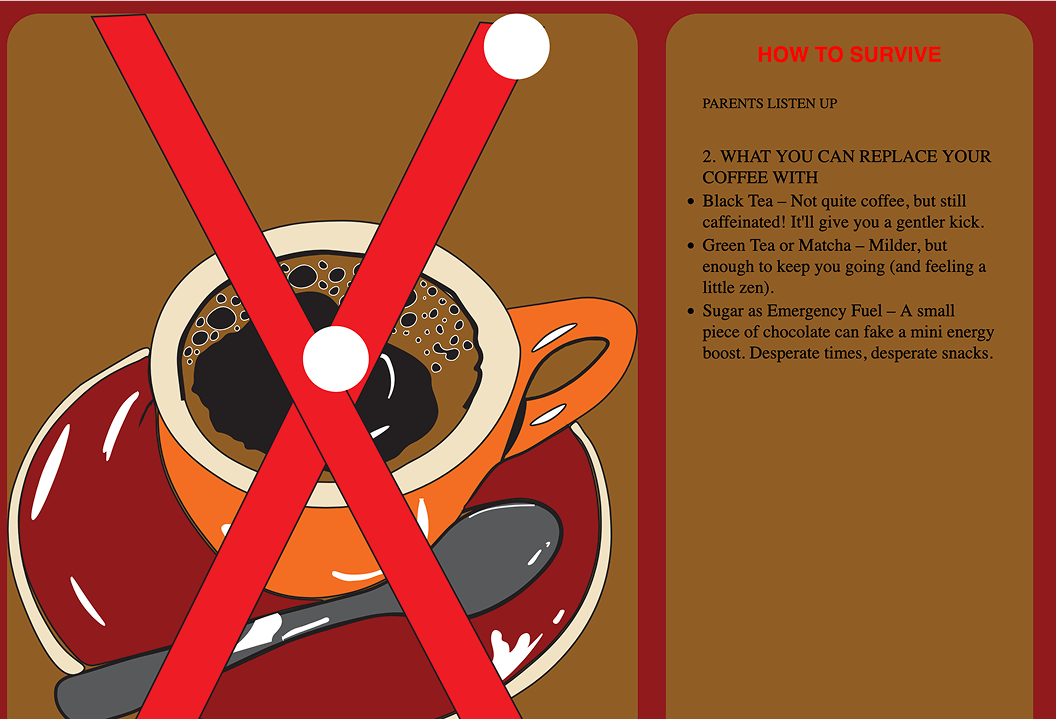 HOW TO SURVIVE
PARENTS LISTEN UP
2. WHAT YOU CAN REPLACE YOUR
COFFEE WITH
• Black Tea – Not quite coffee, but still
caffeinated! It'll give you a gentler kick.
• Green Tea or Matcha – Milder, but
enough to keep you going (and feeling a
little zen).
• Sugar as Emergency Fuel – A small
piece of chocolate can fake a mini energy
boost. Desperate times, desperate snacks.